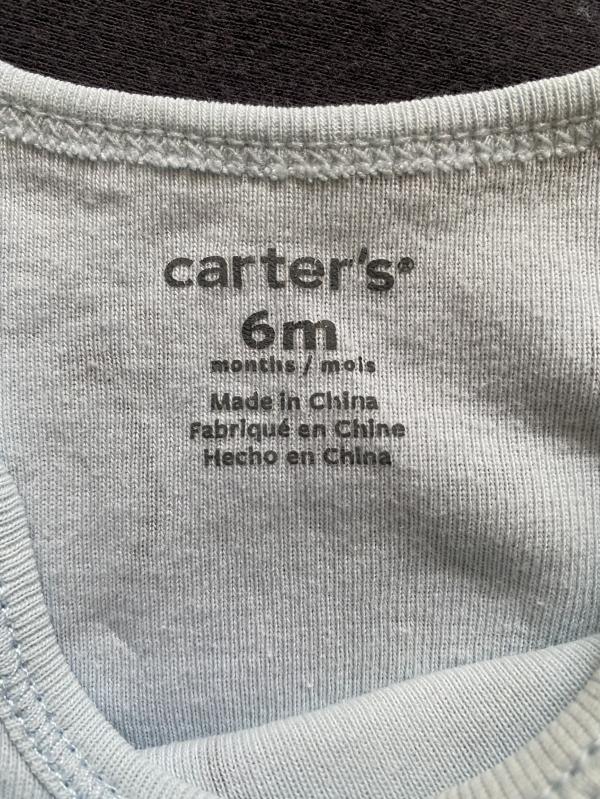 carter's®
6m
months / mois
Made in China
Fabriqué en Chine
Hecho en China